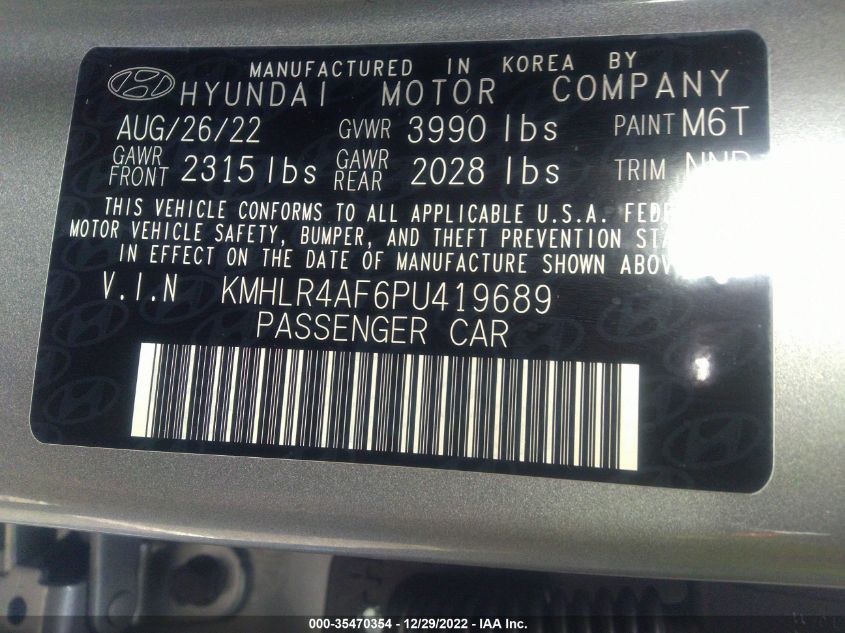 MANUFACTURED IN KOREA BY
HYUNDAI MOTOR COMPANY
AUG/26/22 GVWR 3990 lbs PAINT M6T
GAWR FRONT 2315 lbs GAWR REAR 2028 lbs TRIM
THIS VEHICLE CONFORMS TO ALL APPLICABLE U.S.A.
MOTOR VEHICLE SAFETY, BUMPER, AND THEFT PREVENTION
IN EFFECT ON THE DATE OF MANUFACTURE SHOWN
V.I.N KMHLR4AF6PU419689
PASSENGER CAR
000-35470354 - 12/29/2022 - IAA Inc.